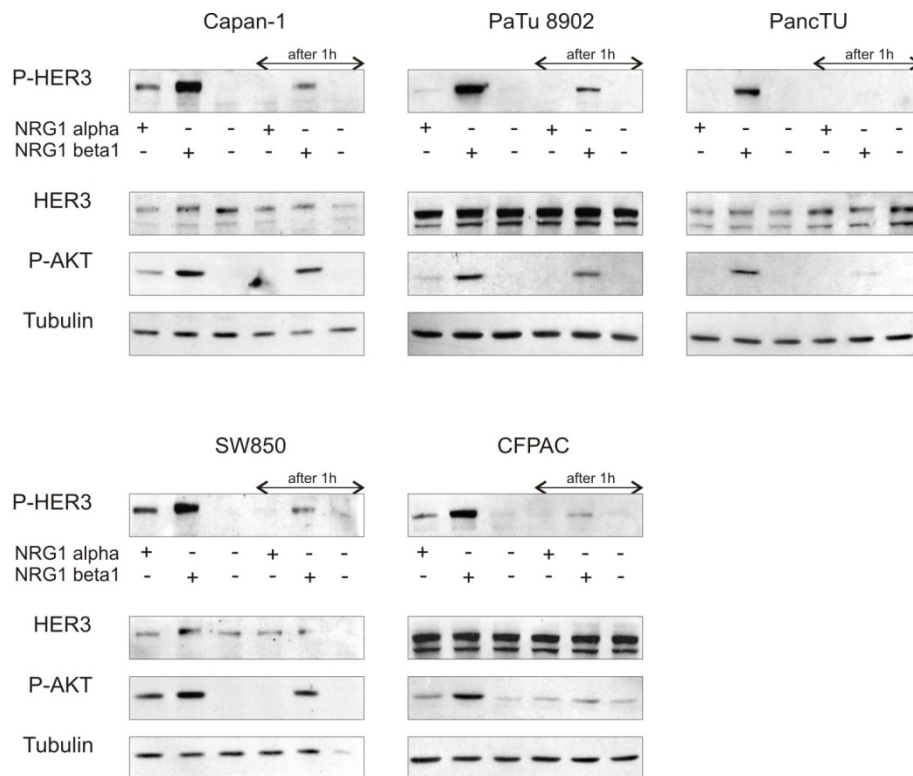 Capan-1 PaTu 8902 PancTU
after 1h after 1h after 1h
P-HER3
NRG1 alpha + - - + - - + - - + - - + - - + - -
NRG1 beta1 - + - - + - - + - - + - - + - - + -
HER3
P-AKT
Tubulin
SW850 CFPAC
after 1h after 1h
P-HER3
NRG1 alpha + - - + - - + - - + - -
NRG1 beta1 - + - - + - - + - - + -
HER3
P-AKT
Tubulin